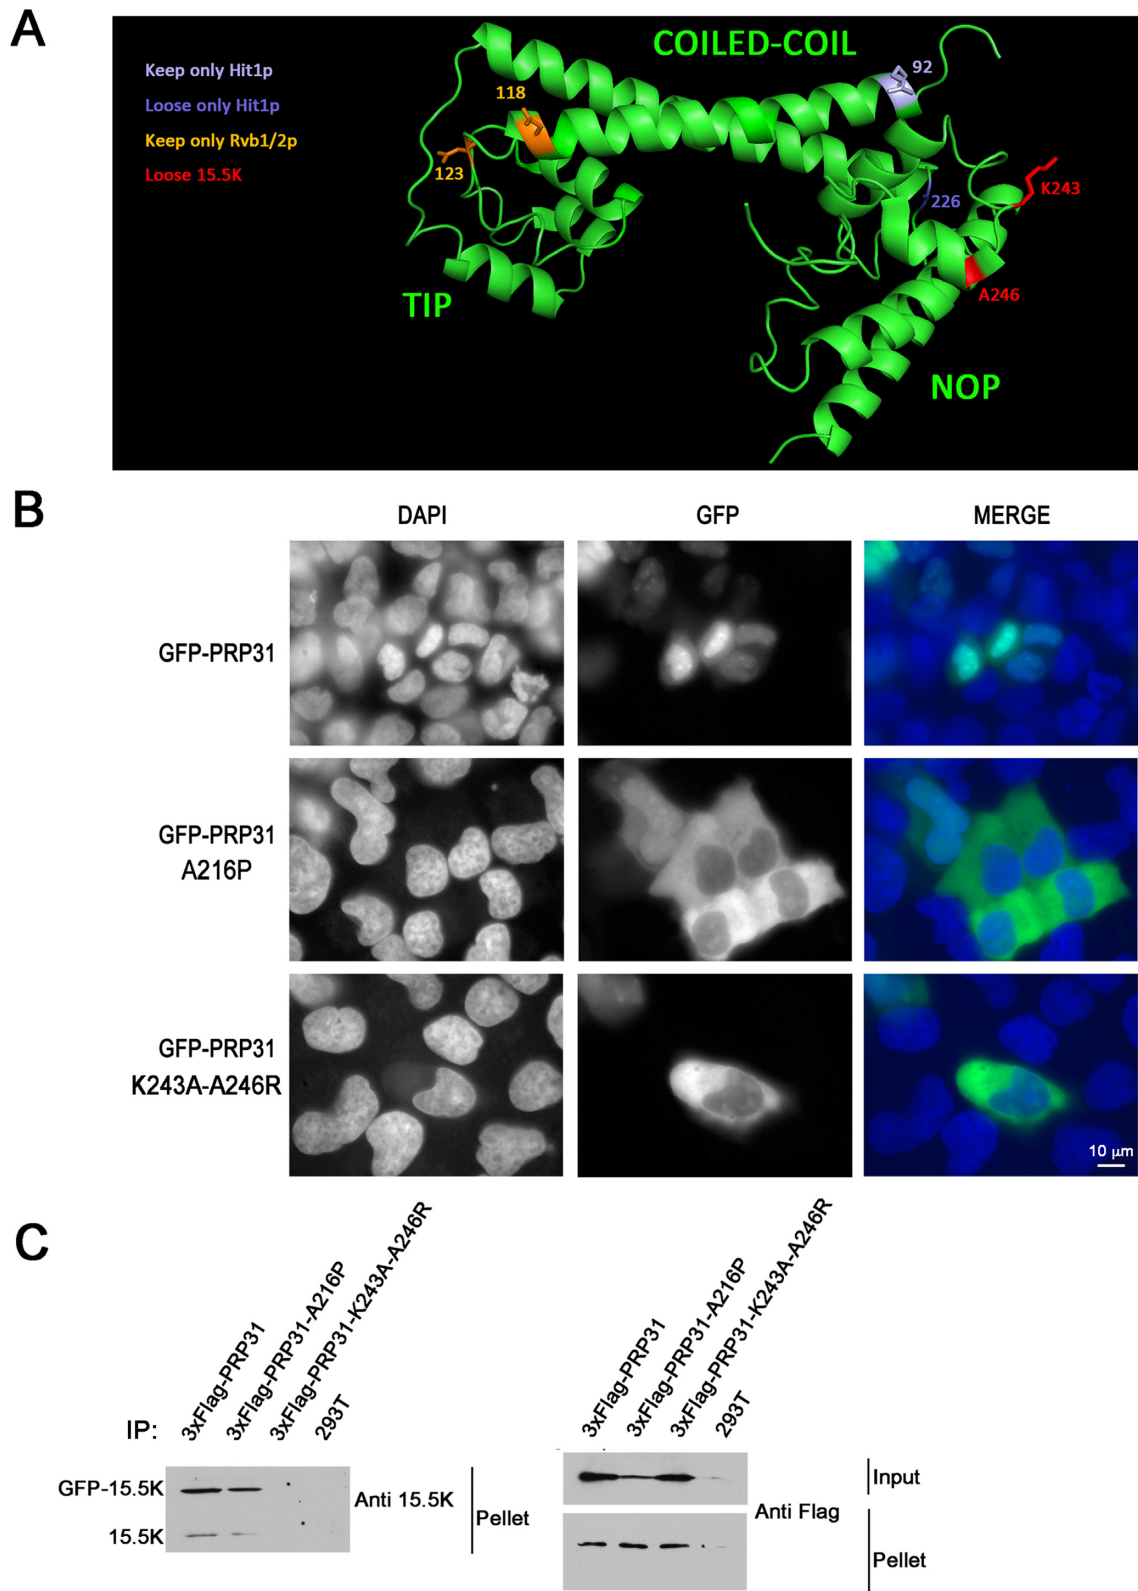 A
COILED-COIL
Keep only Hit1p
Loose only Hit1p
Keep only Rvb1/2p
Loose 15.5K
92
118
123
226
K243
A246
TIP
NOP
B
DAPI GFP MERGE
GFP-PRP31
GFP-PRP31
A216P
GFP-PRP31
K243A-A246R
10 μm
C
IP:
3xFlag-PRP31
3xFlag-PRP31-A216P
3xFlag-PRP31-K243A-A246R
293T
3xFlag-PRP31
3xFlag-PRP31-A216P
3xFlag-PRP31-K243A-A246R
293T
GFP-15.5K
15.5K
Anti 15.5K
Pellet
Input
Anti Flag
Pellet